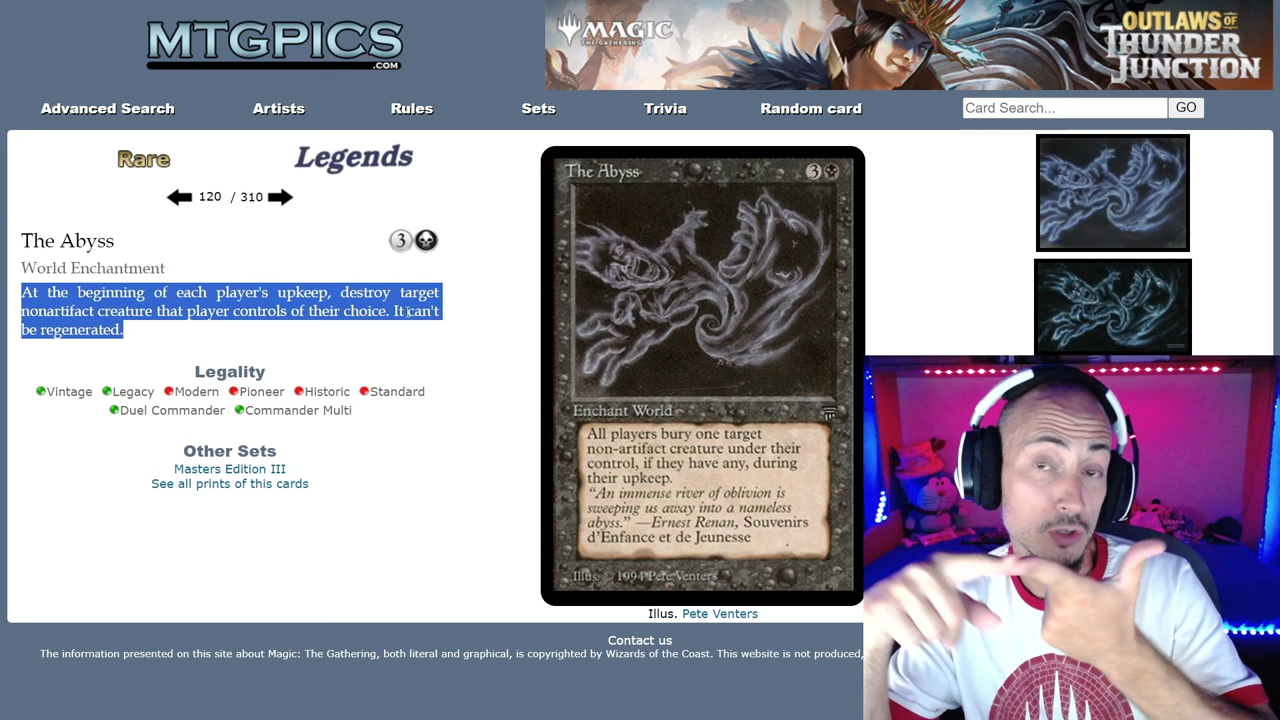 MTGPICS
.COM
MAGIC
THE GATHERING
OUTLAWS OF
THUNDER
JUNCTION
Advanced Search
Artists
Rules
Sets
Trivia
Random card
Card Search...
GO
Rare
Legends
120 / 310
The Abyss
3
World Enchantment
At the beginning of each player's upkeep, destroy target
nonartifact creature that player controls of their choice. It can't
be regenerated.
Legality
Vintage Legacy Modern Pioneer Historic Standard
Duel Commander Commander Multi
Other Sets
Masters Edition III
See all prints of this cards
The Abyss
3
Enchant World
All players bury one target
non-artifact creature under their
control, if they have any, during
their upkeep.
"An immense river of oblivion is
sweeping us away into a nameless
abyss." —Ernest Renan, Souvenirs
d'Enfance et de Jeunesse
Illus. © 1994 Pete Venters
Illus. Pete Venters
Contact us
The information presented on this site about Magic: The Gathering, both literal and graphical, is copyrighted by Wizards of the Coast. This website is not produced,